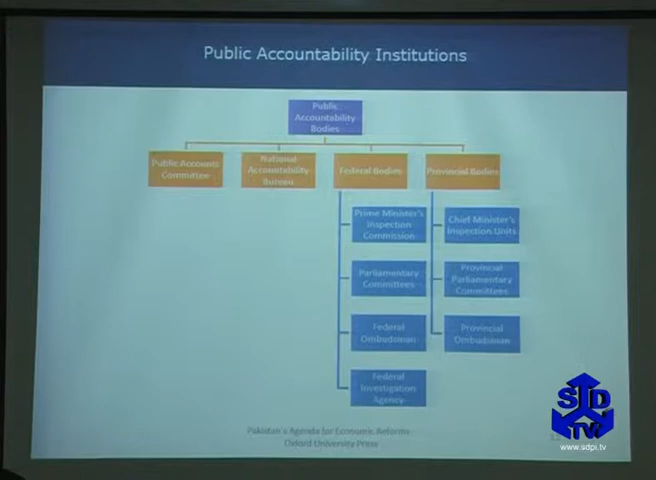 Public Accountability Institutions
Public
Accountability
Bodies
Public Accounts
Committee
National
Accountability
Bureau
Federal Bodies
Provincial Bodies
Prime Minister's
Inspection
Commission
Parliamentary
Committees
Federal
Ombudsman
Federal
Investigation
Agency
Chief Minister's
Inspection Units
Provincial
Parliamentary
Committees
Provincial
Ombudsman
Pakistan's Agenda for Economic Reforms
Oxford University Press
SD
TV
www.sdpi.tv